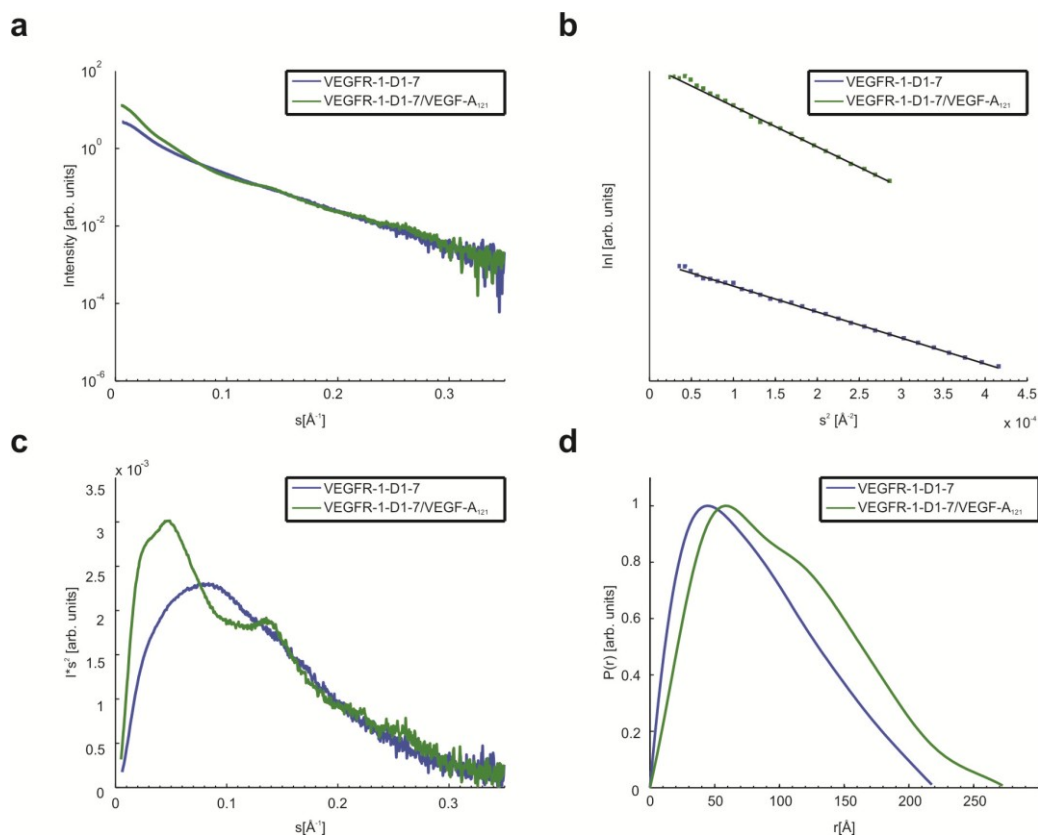 a
VEGFR-1-D1-7
VEGFR-1-D1-7/VEGF-A₁₂₁
10²
10⁰
10⁻²
10⁻⁴
10⁻⁶
Intensity [arb. units]
0 0.1 0.2 0.3
s[Å⁻¹]
b
VEGFR-1-D1-7
VEGFR-1-D1-7/VEGF-A₁₂₁
lnI [arb. units]
0 0.5 1 1.5 2 2.5 3 3.5 4 4.5
s² [Å⁻²]
x 10⁻⁴
c
x 10⁻³
VEGFR-1-D1-7
VEGFR-1-D1-7/VEGF-A₁₂₁
3.5
3
2.5
2
1.5
1
0.5
0
I*s² [arb. units]
0 0.1 0.2 0.3
s[Å⁻¹]
d
VEGFR-1-D1-7
VEGFR-1-D1-7/VEGF-A₁₂₁
1
0.8
0.6
0.4
0.2
0
P(r) [arb. units]
0 50 100 150 200 250
r[Å]